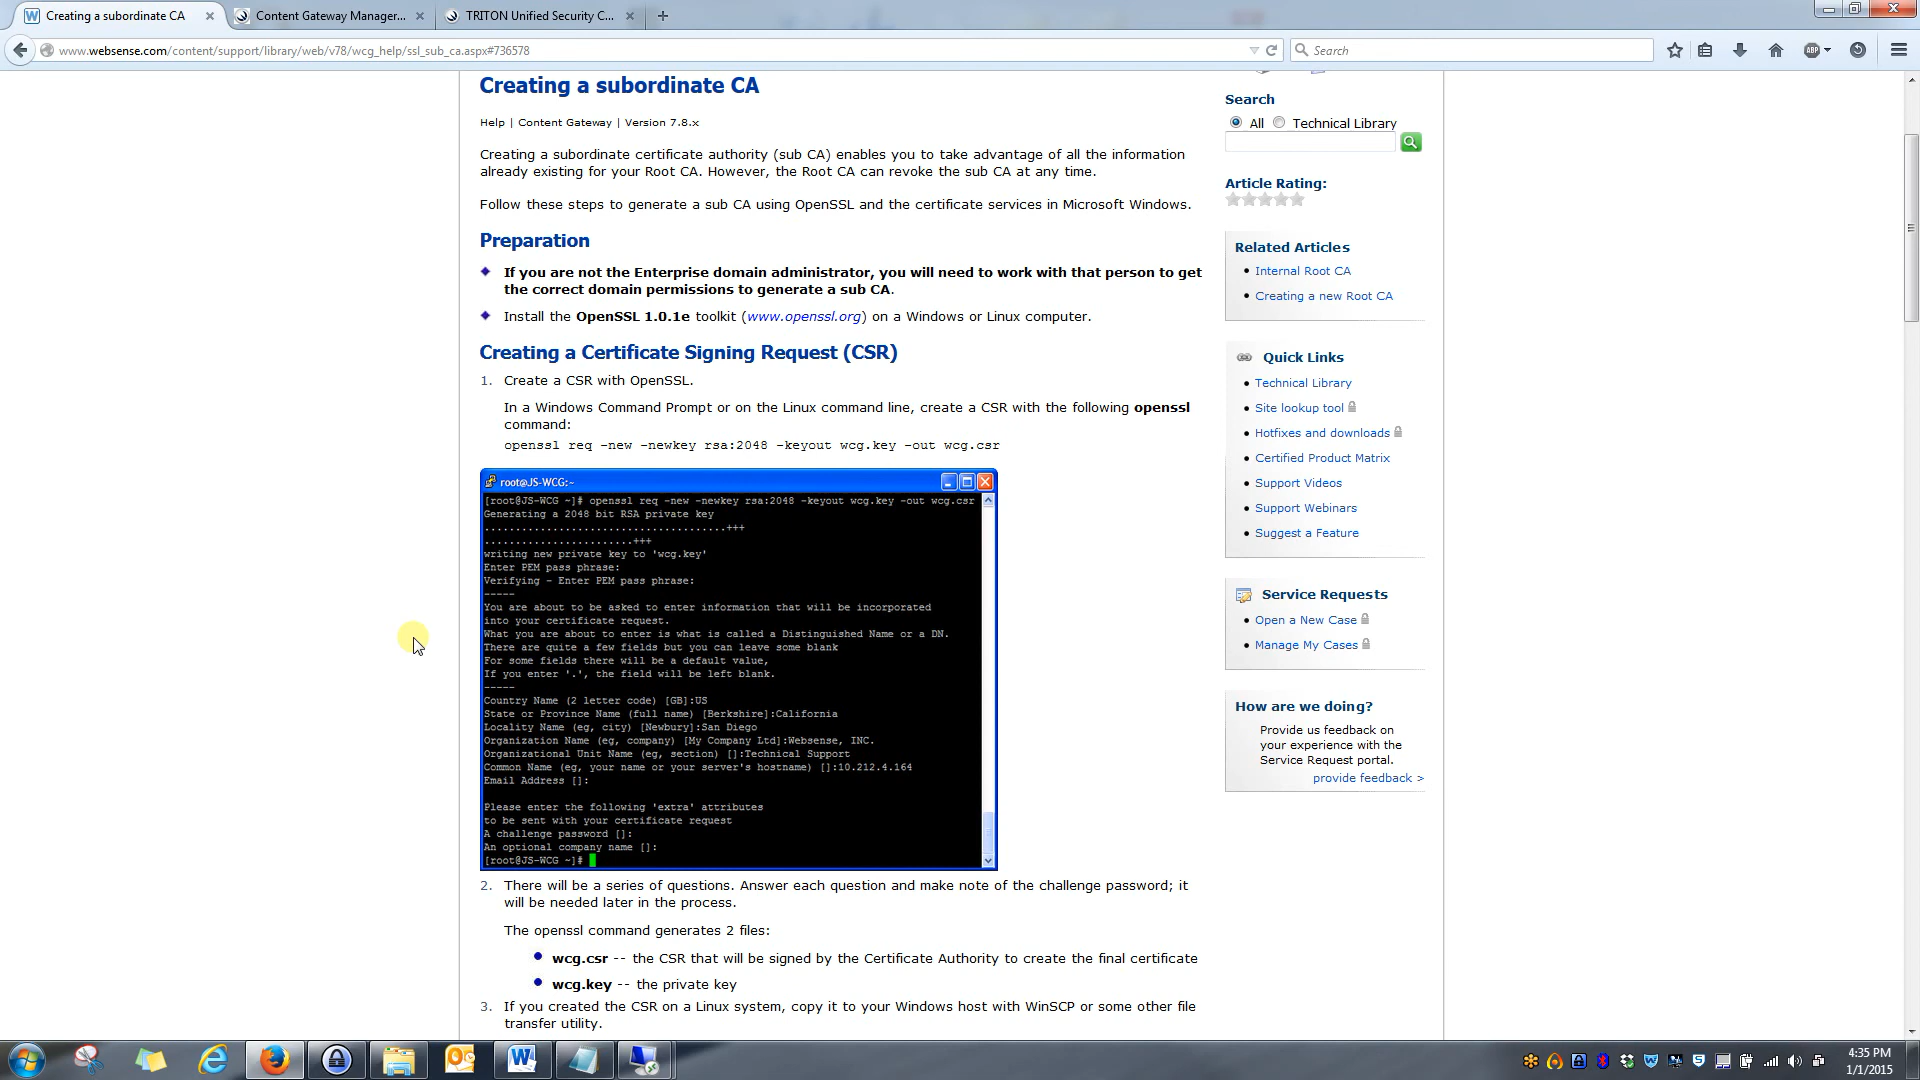 Creating a subordinate CA
Content Gateway Manager...
TRITON Unified Security C...
www.websense.com/content/support/library/web/v78/wcg_help/ssl_sub_ca.aspx#736578
Search
ABP
Creating a subordinate CA
Help | Content Gateway | Version 7.8.x
Creating a subordinate certificate authority (sub CA) enables you to take advantage of all the information
already existing for your Root CA. However, the Root CA can revoke the sub CA at any time.
Follow these steps to generate a sub CA using OpenSSL and the certificate services in Microsoft Windows.
Preparation
If you are not the Enterprise domain administrator, you will need to work with that person to get
the correct domain permissions to generate a sub CA.
Install the OpenSSL 1.0.1e toolkit (www.openssl.org) on a Windows or Linux computer.
Creating a Certificate Signing Request (CSR)
1. Create a CSR with OpenSSL.
In a Windows Command Prompt or on the Linux command line, create a CSR with the following openssl
command:
openssl req -new -newkey rsa:2048 -keyout wcg.key -out wcg.csr
root@JS-WCG:~
[root@JS-WCG ~]# openssl req -new -newkey rsa:2048 -keyout wcg.key -out wcg.csr
Generating a 2048 bit RSA private key
.......................................+++
........................+++
writing new private key to 'wcg.key'
Enter PEM pass phrase:
Verifying - Enter PEM pass phrase:
-----
You are about to be asked to enter information that will be incorporated
into your certificate request.
What you are about to enter is what is called a Distinguished Name or a DN.
There are quite a few fields but you can leave some blank
For some fields there will be a default value,
If you enter '.', the field will be left blank.
-----
Country Name (2 letter code) [GB]:US
State or Province Name (full name) [Berkshire]:California
Locality Name (eg, city) [Newbury]:San Diego
Organization Name (eg, company) [My Company Ltd]:Websense, INC.
Organizational Unit Name (eg, section) []:Technical Support
Common Name (eg, your name or your server's hostname) []:10.212.4.164
Email Address []:
Please enter the following 'extra' attributes
to be sent with your certificate request
A challenge password []:
An optional company name []:
[root@JS-WCG ~]#
2. There will be a series of questions. Answer each question and make note of the challenge password; it
will be needed later in the process.
The openssl command generates 2 files:
wcg.csr -- the CSR that will be signed by the Certificate Authority to create the final certificate
wcg.key -- the private key
3. If you created the CSR on a Linux system, copy it to your Windows host with WinSCP or some other file
transfer utility.
Search
All Technical Library
Article Rating:
Related Articles
Internal Root CA
Creating a new Root CA
Quick Links
Technical Library
Site lookup tool
Hotfixes and downloads
Certified Product Matrix
Support Videos
Support Webinars
Suggest a Feature
Service Requests
Open a New Case
Manage My Cases
How are we doing?
Provide us feedback on
your experience with the
Service Request portal.
provide feedback >
4:35 PM
1/1/2015